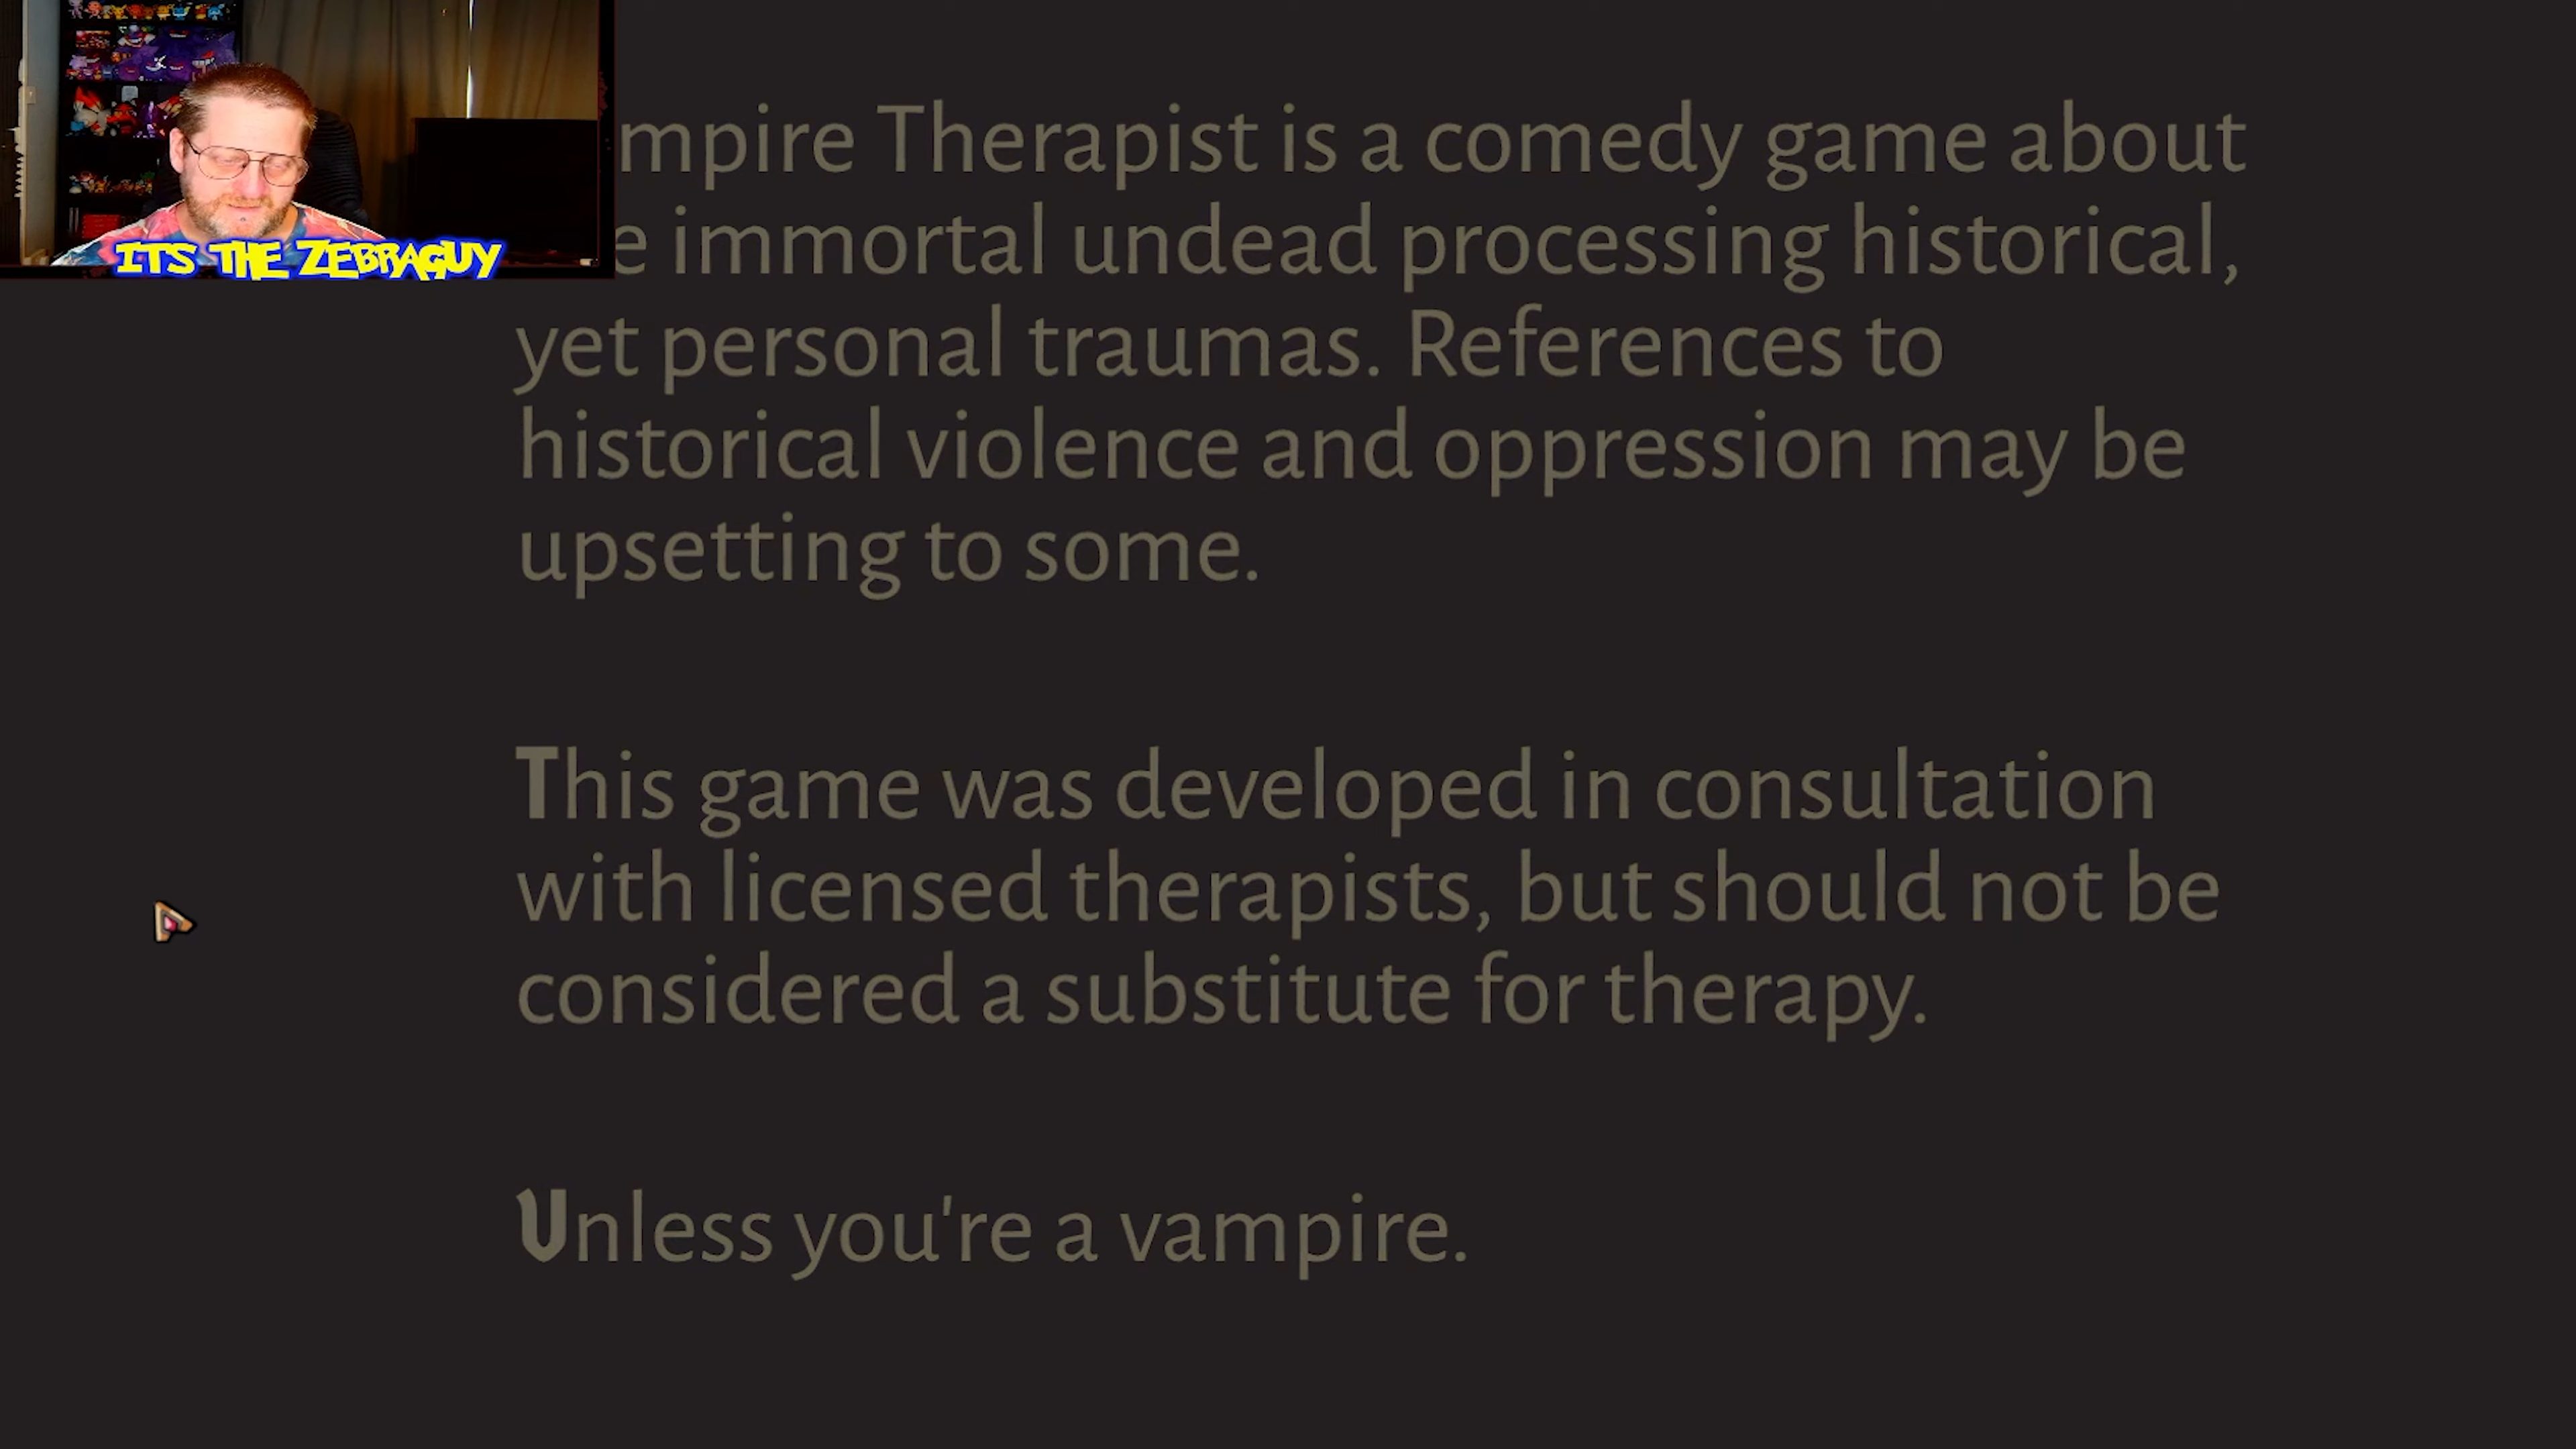 ITS THE ZEBRAGUY
mpire Therapist is a comedy game about
e immortal undead processing historical,
yet personal traumas. References to
historical violence and oppression may be
upsetting to some.
This game was developed in consultation
with licensed therapists, but should not be
considered a substitute for therapy.
Unless you're a vampire.